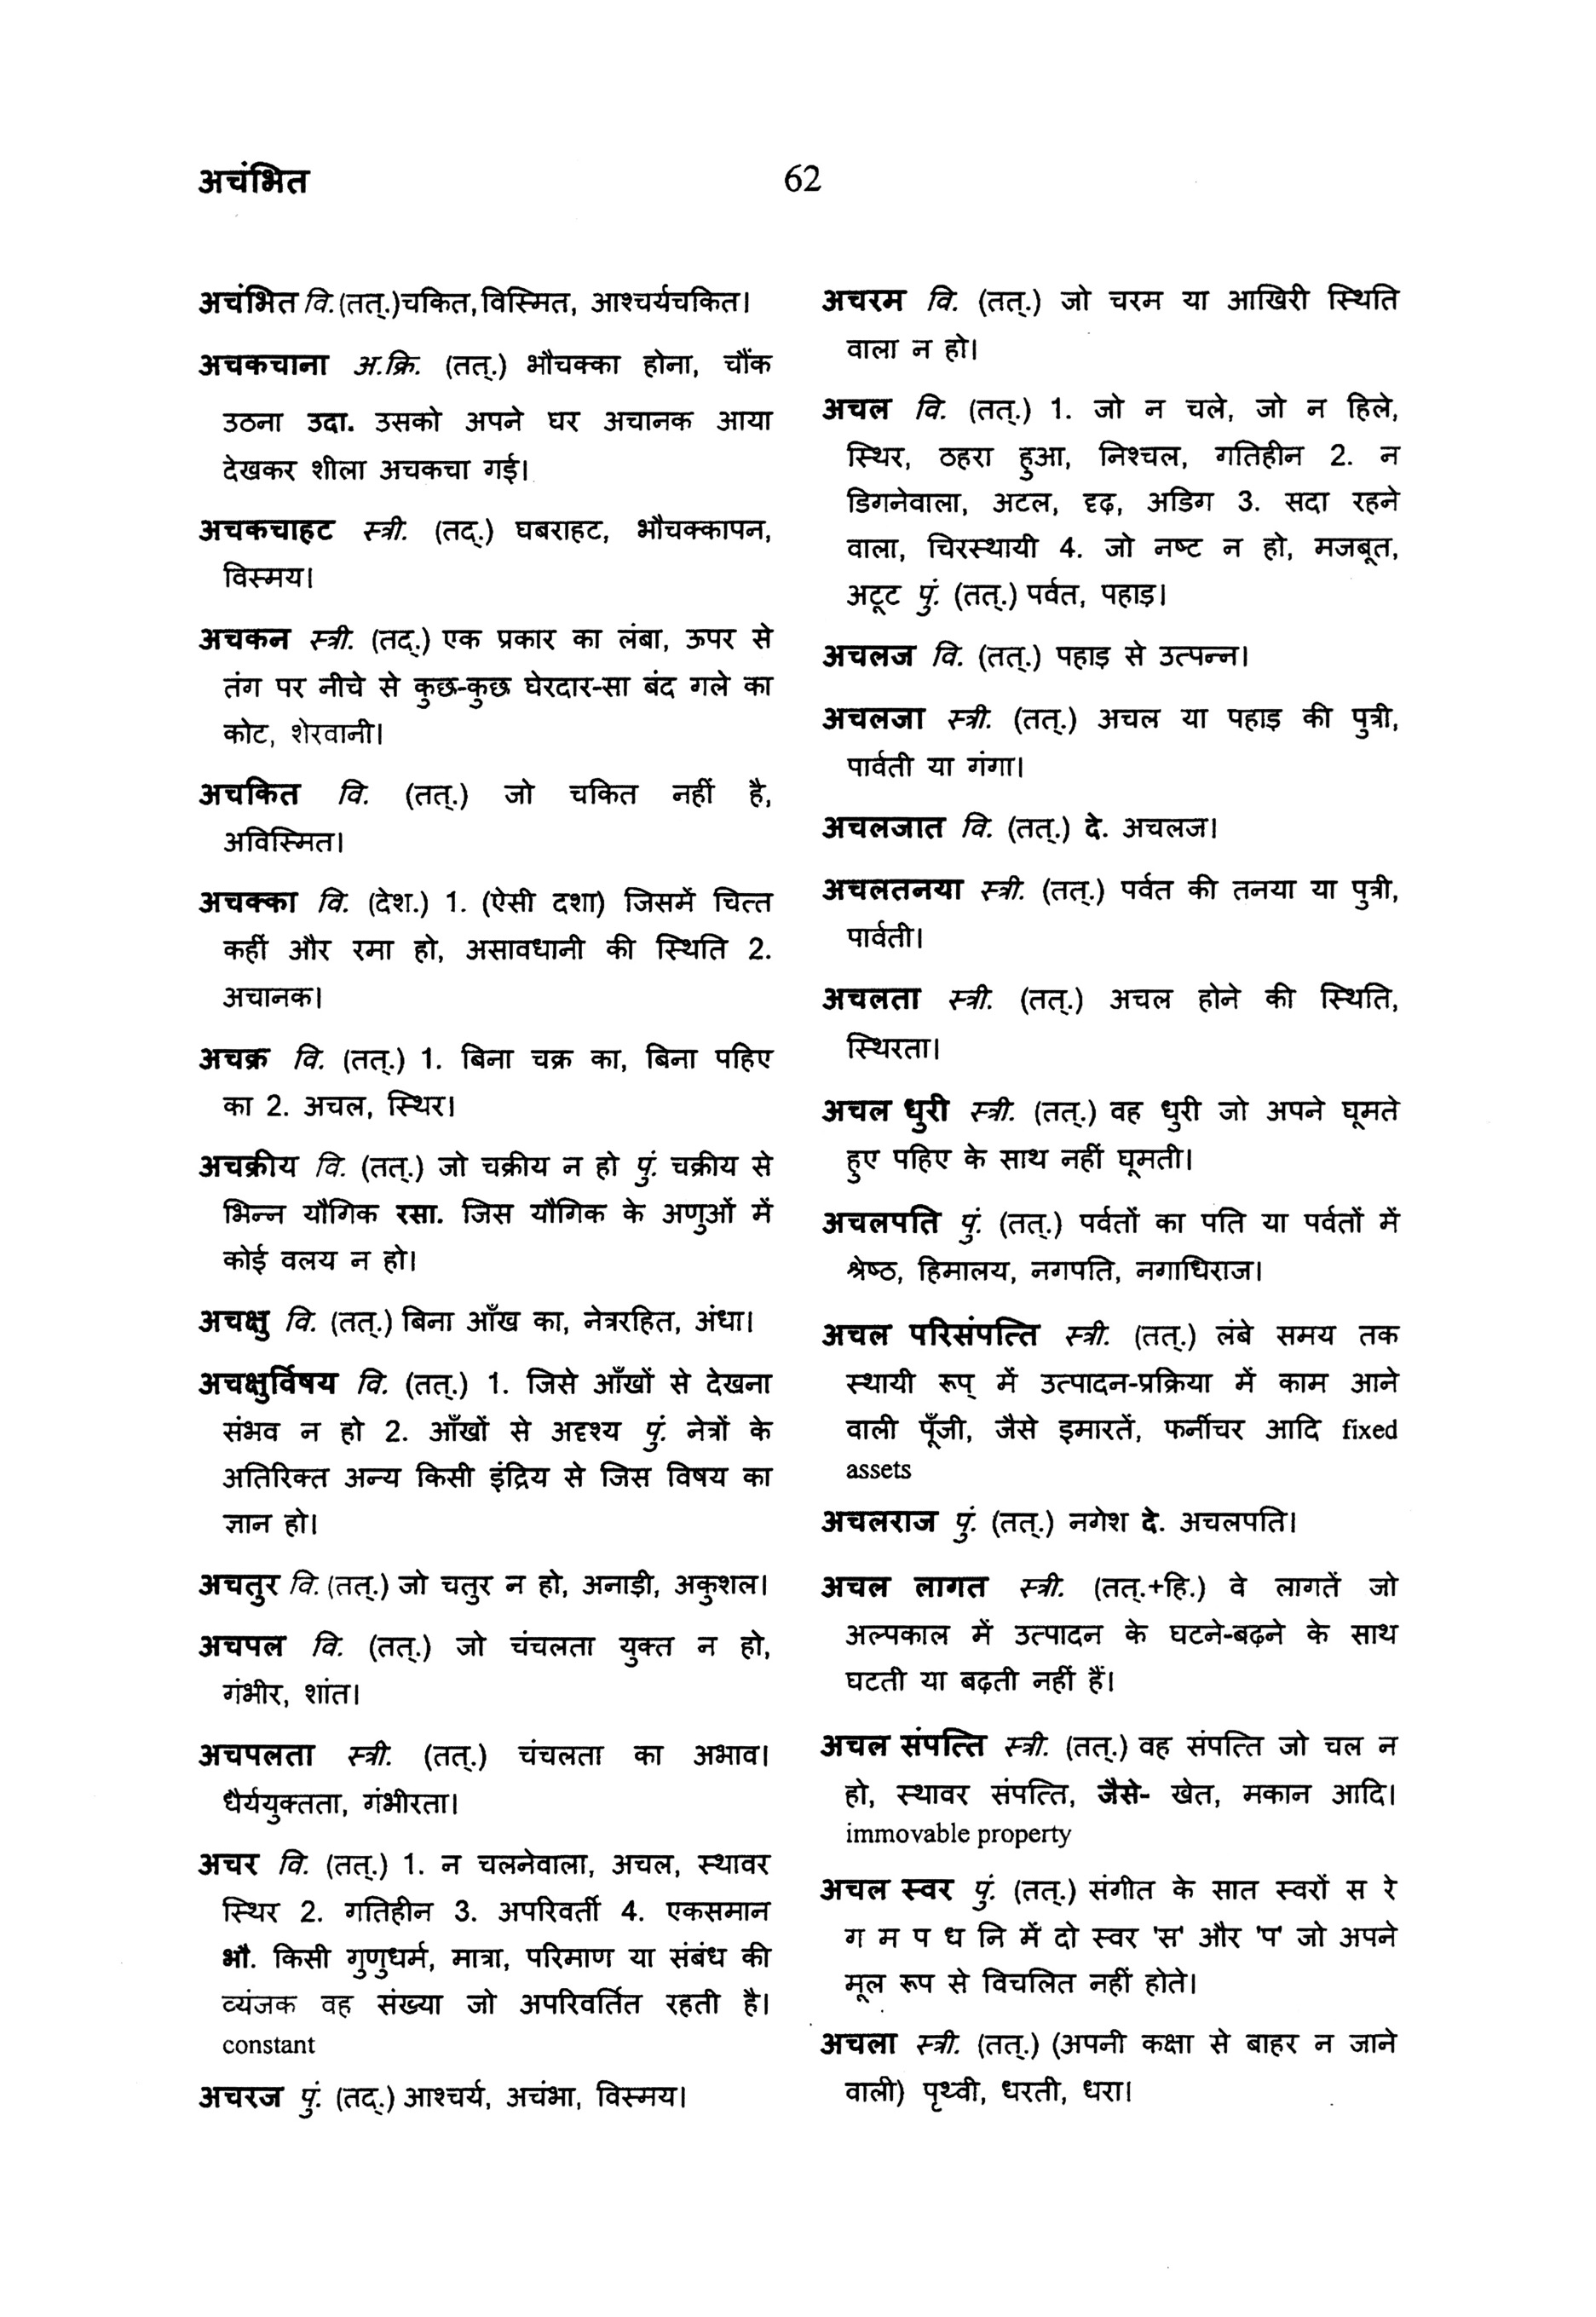 अचंभित
62
अचंभित वि.(तत्.)चकित,विस्मित, आश्चर्यचकित।
अचकचाना अ.क्रि. (तत्.) भौचक्का होना, चौंक
उठना उदा. उसको अपने घर अचानक आया
देखकर शीला अचकचा गई।
अचकचाहट स्त्री. (तद्.) घबराहट, भौचक्कापन,
विस्मय।
अचकन स्त्री. (तद्.) एक प्रकार का लंबा, ऊपर से
तंग पर नीचे से कुछ-कुछ घेरदार-सा बंद गले का
कोट, शेरवानी।
अचकित वि. (तत्.) जो चकित नहीं है,
अविस्मित।
अचक्का वि. (देश.) 1. (ऐसी दशा) जिसमें चित्त
कहीं और रमा हो, असावधानी की स्थिति 2.
अचानक।
अचक्र वि. (तत्.) 1. बिना चक्र का, बिना पहिए
का 2. अचल, स्थिर।
अचक्रीय वि. (तत्.) जो चक्रीय न हो पुं. चक्रीय से
भिन्न यौगिक रसा. जिस यौगिक के अणुओं में
कोई वलय न हो।
अचक्षु वि. (तत्.) बिना आँख का, नेत्ररहित, अंधा।
अचक्षुर्विषय वि. (तत्.) 1. जिसे आँखों से देखना
संभव न हो 2. आँखों से अदृश्य पुं. नेत्रों के
अतिरिक्त अन्य किसी इंद्रिय से जिस विषय का
ज्ञान हो।
अचतुर वि. (तत्.) जो चतुर न हो, अनाड़ी, अकुशल।
अचपल वि. (तत्.) जो चंचलता युक्त न हो,
गंभीर, शांत।
अचपलता स्त्री. (तत्.) चंचलता का अभाव।
धैर्ययुक्तता, गंभीरता।
अचर वि. (तत्.) 1. न चलनेवाला, अचल, स्थावर
स्थिर 2. गतिहीन 3. अपरिवर्ती 4. एकसमान
भौ. किसी गुणुधर्म, मात्रा, परिमाण या संबंध की
व्यंजक वह संख्या जो अपरिवर्तित रहती है।
constant
अचरज पुं. (तद्.) आश्चर्य, अचंभा, विस्मय।
अचरम वि. (तत्.) जो चरम या आखिरी स्थिति
वाला न हो।
अचल वि. (तत्.) 1. जो न चले, जो न हिले,
स्थिर, ठहरा हुआ, निश्चल, गतिहीन 2. न
डिगनेवाला, अटल, दृढ़, अडिग 3. सदा रहने
वाला, चिरस्थायी 4. जो नष्ट न हो, मजबूत,
अटूट पुं. (तत्.) पर्वत, पहाड़।
अचलज वि. (तत्.) पहाड़ से उत्पन्न।
अचलजा स्त्री. (तत्.) अचल या पहाड़ की पुत्री,
पार्वती या गंगा।
अचलजात वि. (तत्.) दे. अचलज।
अचलतनया स्त्री. (तत्.) पर्वत की तनया या पुत्री,
पार्वती।
अचलता स्त्री. (तत्.) अचल होने की स्थिति,
स्थिरता।
अचल धुरी स्त्री. (तत्.) वह धुरी जो अपने घूमते
हुए पहिए के साथ नहीं घूमती।
अचलपति पुं. (तत्.) पर्वतों का पति या पर्वतों में
श्रेष्ठ, हिमालय, नगपति, नगाधिराज।
अचल परिसंपत्ति स्त्री. (तत्.) लंबे समय तक
स्थायी रूप् में उत्पादन-प्रक्रिया में काम आने
वाली पूँजी, जैसे इमारतें, फर्नीचर आदि fixed
assets
अचलराज पुं. (तत्.) नगेश दे. अचलपति।
अचल लागत स्त्री. (तत्.+हि.) वे लागतें जो
अल्पकाल में उत्पादन के घटने-बढ़ने के साथ
घटती या बढ़ती नहीं हैं।
अचल संपत्ति स्त्री. (तत्.) वह संपत्ति जो चल न
हो, स्थावर संपत्ति, जैसे- खेत, मकान आदि।
immovable property
अचल स्वर पुं. (तत्.) संगीत के सात स्वरों स रे
ग म प ध नि में दो स्वर 'स' और 'प' जो अपने
मूल रूप से विचलित नहीं होते।
अचला स्त्री. (तत्.) (अपनी कक्षा से बाहर न जाने
वाली) पृथ्वी, धरती, धरा।